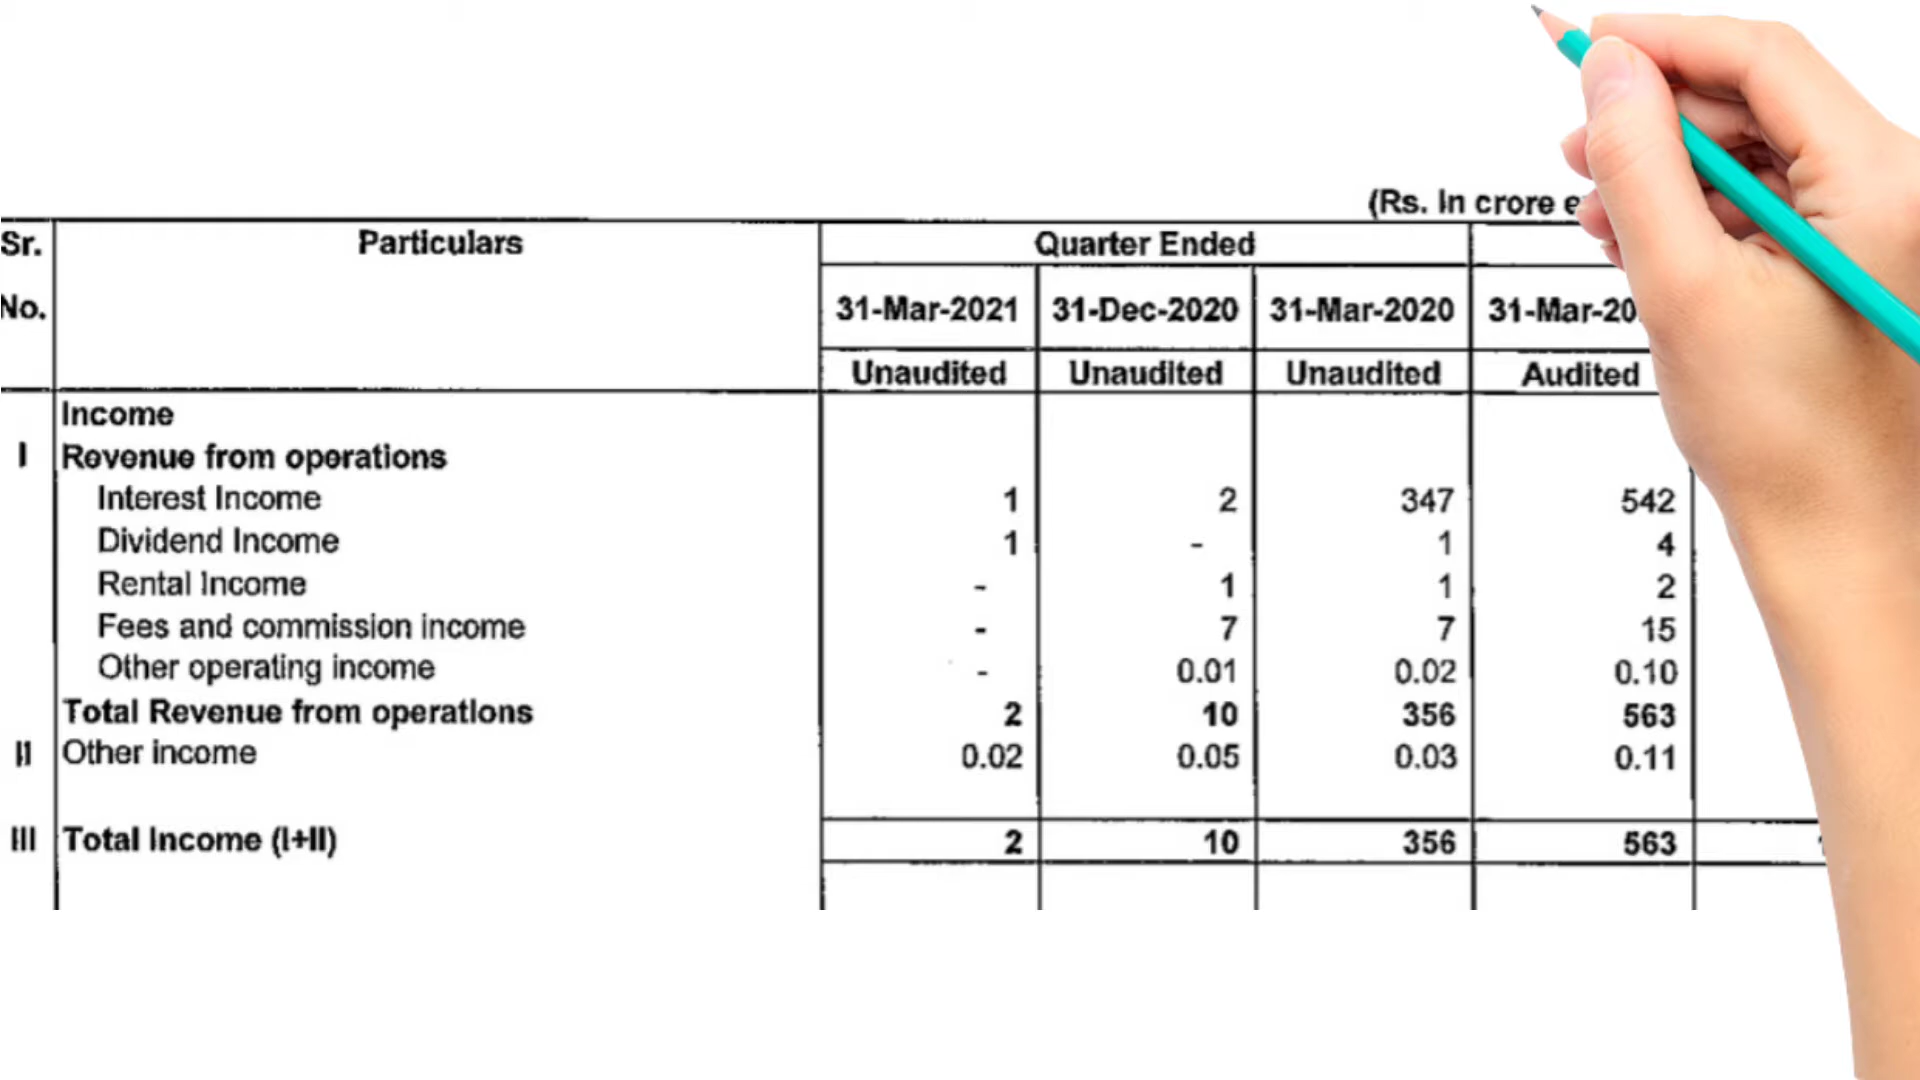 (Rs. In crore
Sr. Particulars Quarter Ended
No. 31-Mar-2021 31-Dec-2020 31-Mar-2020
Unaudited Unaudited Unaudited Audited
Income
I Revenue from operations
Interest Income 1 2 347 542
Dividend Income 1 - 1 4
Rental Income - 1 1 2
Fees and commission income - 7 7 15
Other operating income - 0.01 0.02 0.10
Total Revenue from operations 2 10 356 563
II Other income 0.02 0.05 0.03 0.11
III Total Income (I+II) 2 10 356 563